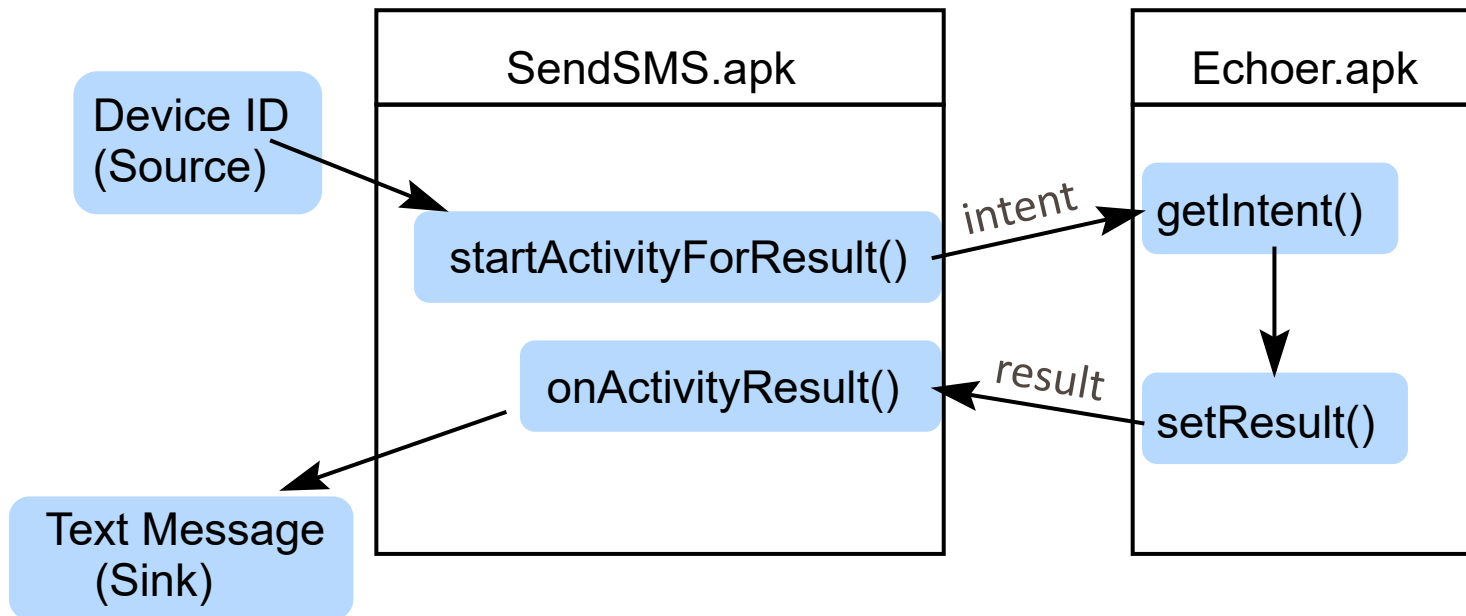 SendSMS.apk
Echoer.apk
Device ID
(Source)
startActivityForResult()
intent
getIntent()
onActivityResult()
result
setResult()
Text Message
(Sink)